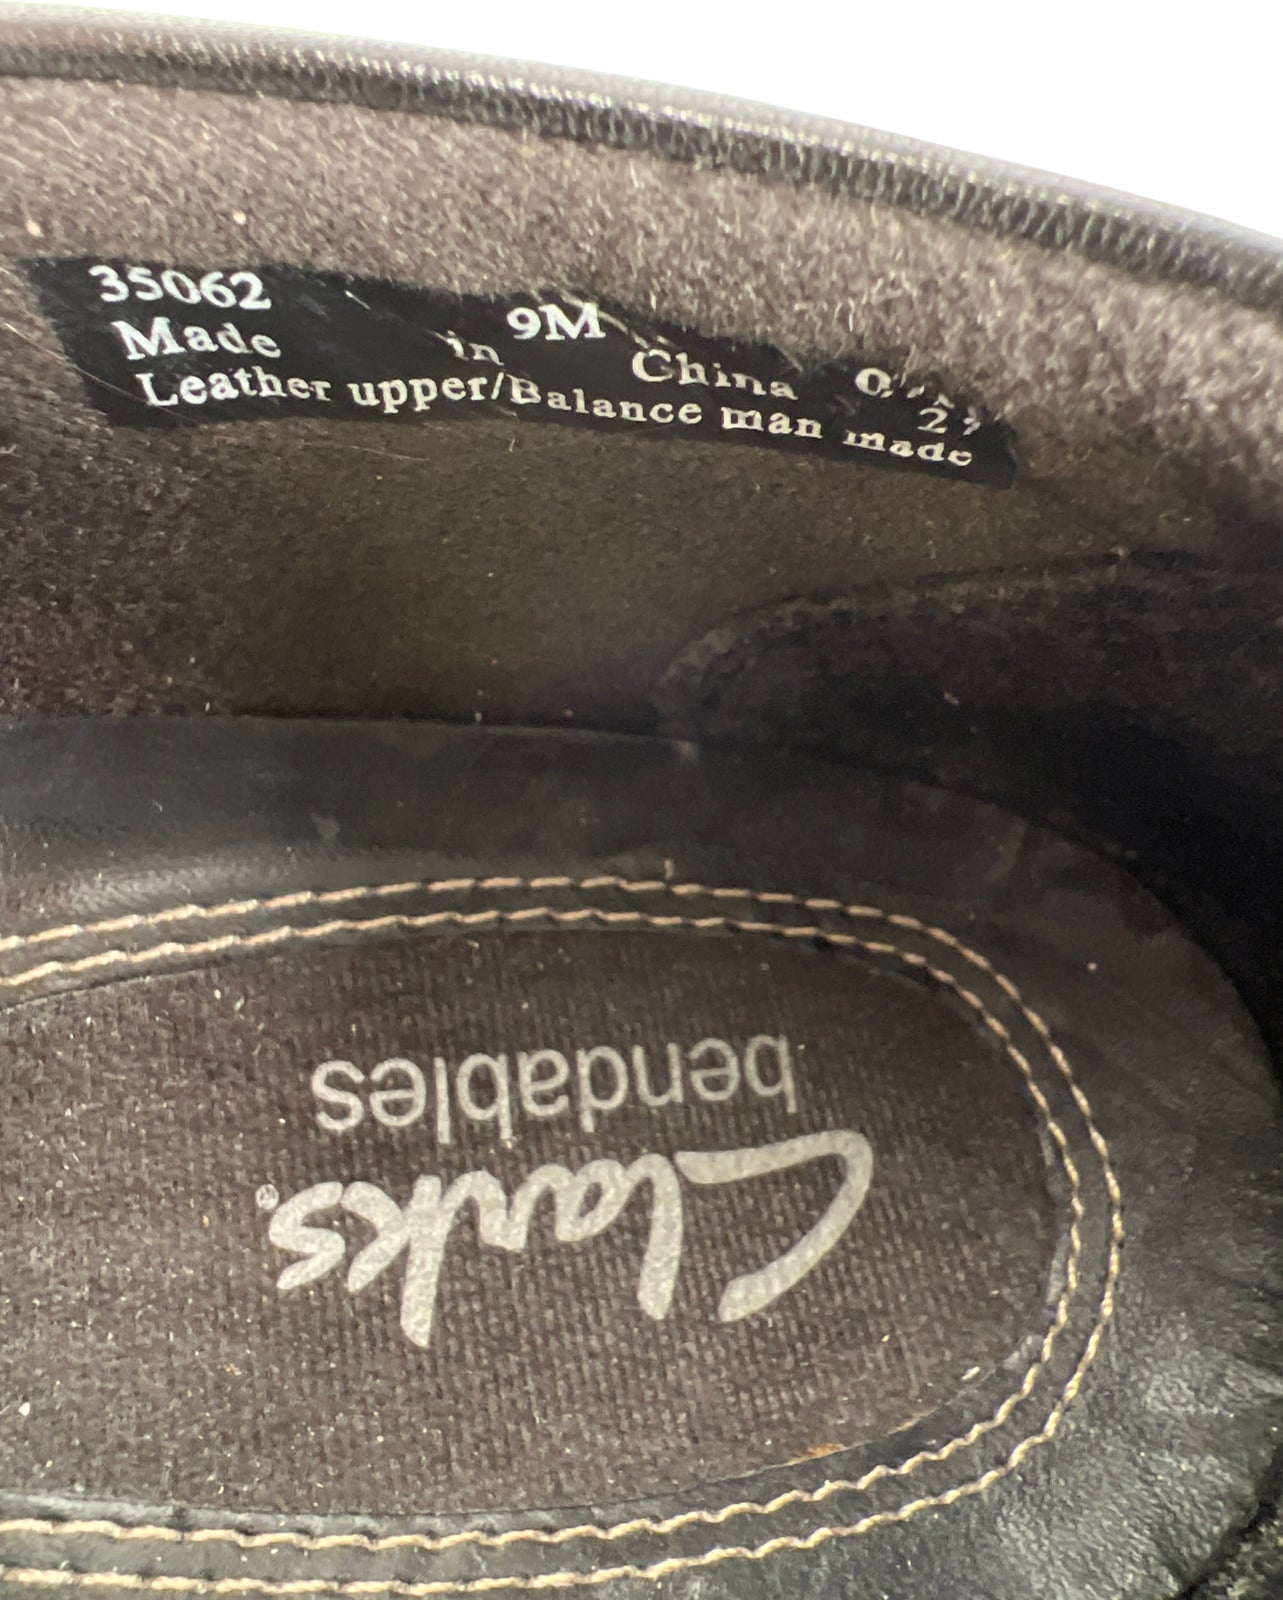 35062 9M
Made in China
Leather upper/Balance man made
Clarks®
bendables